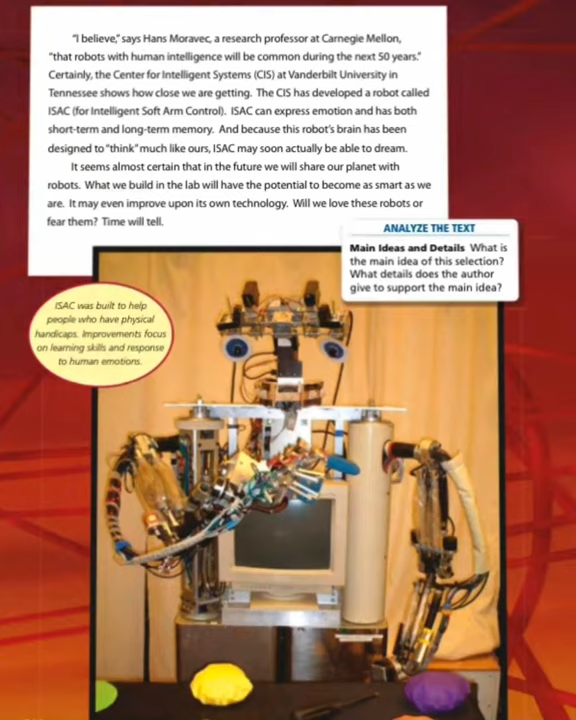 "I believe," says Hans Moravec, a research professor at Carnegie Mellon,
"that robots with human intelligence will be common during the next 50 years."
Certainly, the Center for Intelligent Systems (CIS) at Vanderbilt University in
Tennessee shows how close we are getting. The CIS has developed a robot called
ISAC (for Intelligent Soft Arm Control). ISAC can express emotion and has both
short-term and long-term memory. And because this robot's brain has been
designed to "think" much like ours, ISAC may soon actually be able to dream.
It seems almost certain that in the future we will share our planet with
robots. What we build in the lab will have the potential to become as smart as we
are. It may even improve upon its own technology. Will we love these robots or
fear them? Time will tell.
ANALYZE THE TEXT
Main Ideas and Details What is
the main idea of this selection?
What details does the author
give to support the main idea?
ISAC was built to help
people who have physical
handicaps. Improvements focus
on learning skills and response
to human emotions.